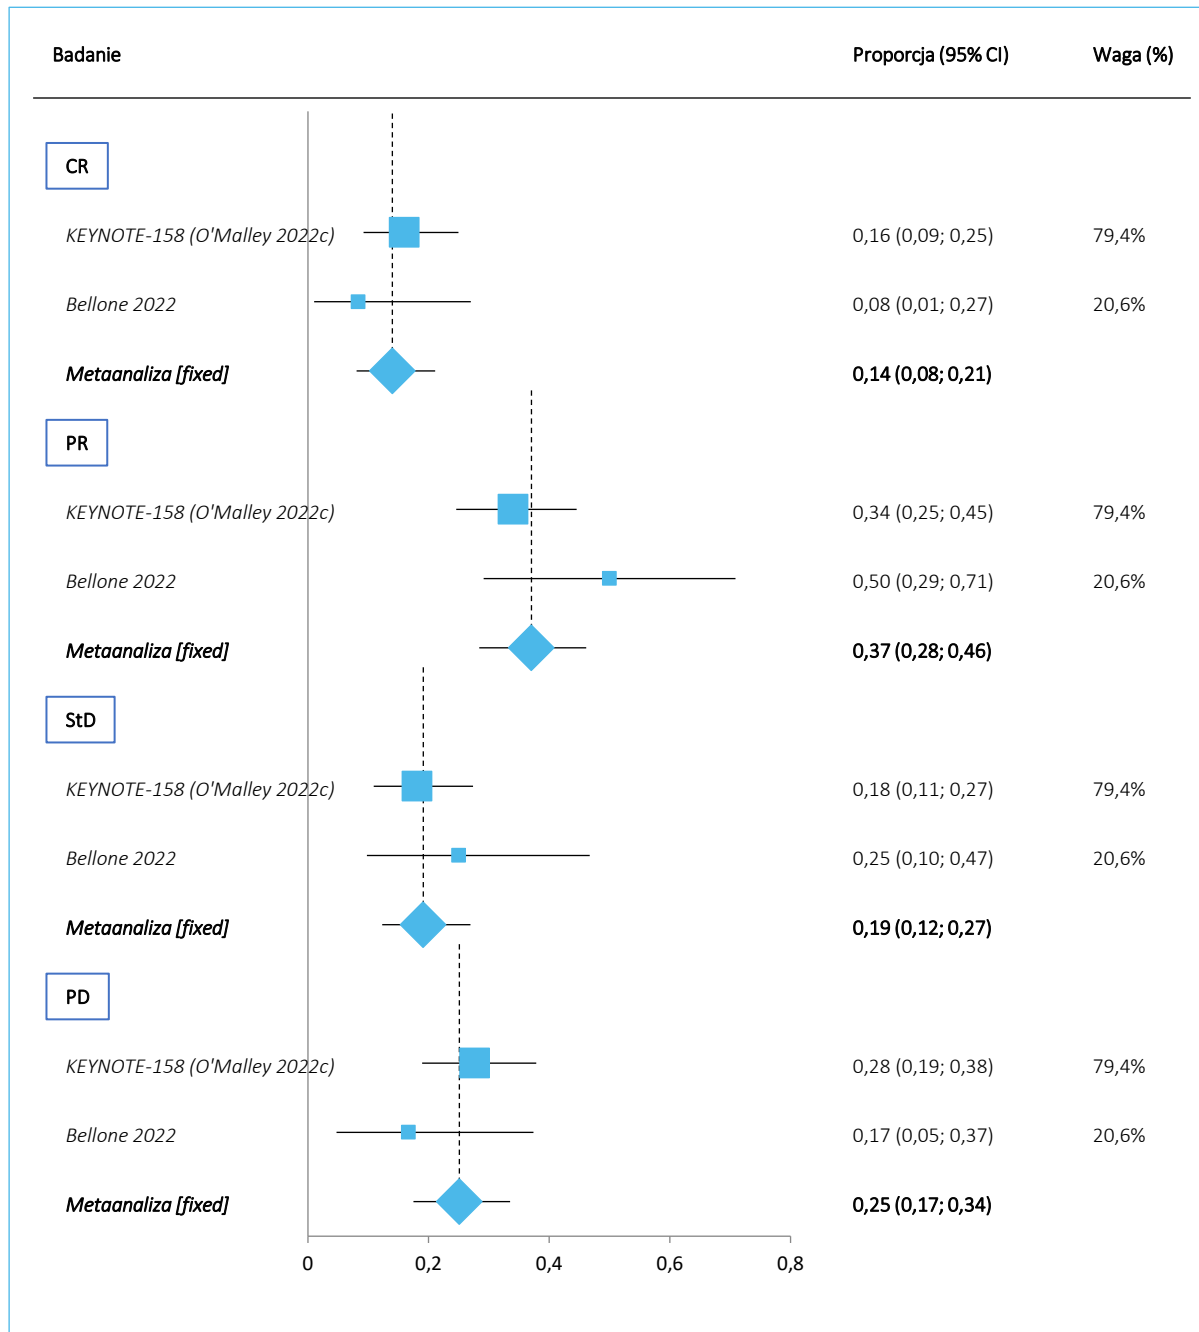 Badanie Proporcja (95% CI) Waga (%)
CR
KEYNOTE-158 (O'Malley 2022c) 0,16 (0,09; 0,25) 79,4%
Bellone 2022 0,08 (0,01; 0,27) 20,6%
Metaanaliza [fixed] 0,14 (0,08; 0,21)
PR
KEYNOTE-158 (O'Malley 2022c) 0,34 (0,25; 0,45) 79,4%
Bellone 2022 0,50 (0,29; 0,71) 20,6%
Metaanaliza [fixed] 0,37 (0,28; 0,46)
StD
KEYNOTE-158 (O'Malley 2022c) 0,18 (0,11; 0,27) 79,4%
Bellone 2022 0,25 (0,10; 0,47) 20,6%
Metaanaliza [fixed] 0,19 (0,12; 0,27)
PD
KEYNOTE-158 (O'Malley 2022c) 0,28 (0,19; 0,38) 79,4%
Bellone 2022 0,17 (0,05; 0,37) 20,6%
Metaanaliza [fixed] 0,25 (0,17; 0,34)
0 0,2 0,4 0,6 0,8